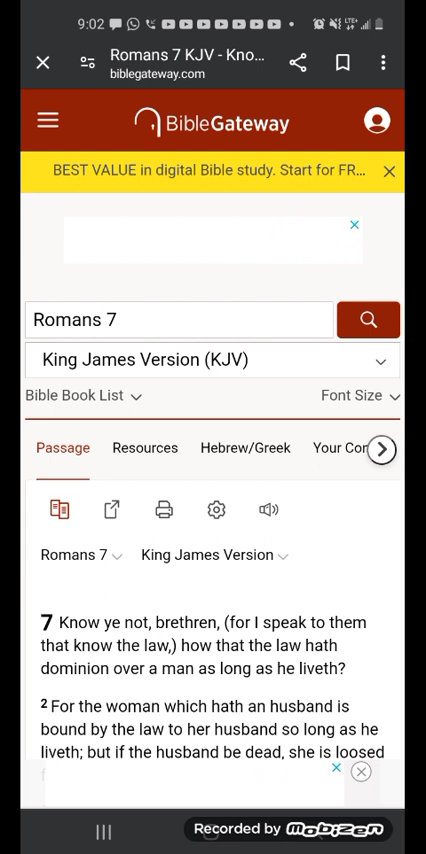 9:02
LTE+
Romans 7 KJV - Kno...
biblegateway.com
BibleGateway
BEST VALUE in digital Bible study. Start for FR...
Romans 7
King James Version (KJV)
Bible Book List
Font Size
Passage Resources Hebrew/Greek Your Con
Romans 7 King James Version
7 Know ye not, brethren, (for I speak to them
that know the law,) how that the law hath
dominion over a man as long as he liveth?
2 For the woman which hath an husband is
bound by the law to her husband so long as he
liveth; but if the husband be dead, she is loosed
Recorded by Mobizen